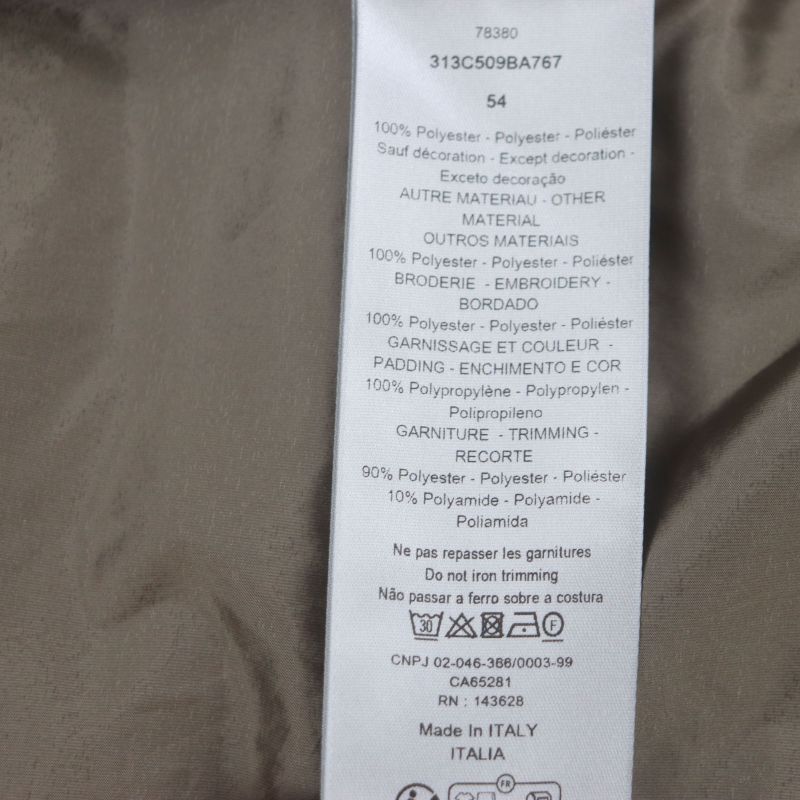 78380
313C509BA767
54
100% Polyester - Polyester - Poliéster
Sauf décoration - Except decoration -
Exceto decoração
AUTRE MATERIAU - OTHER
MATERIAL
OUTROS MATERIAIS
100% Polyester - Polyester - Poliéster
BRODERIE - EMBROIDERY -
BORDADO
100% Polyester - Polyester - Poliéster
GARNISSAGE ET COULEUR -
PADDING - ENCHIMENTO E COR
100% Polypropylène - Polypropylen -
Polipropileno
GARNITURE - TRIMMING -
RECORTE
90% Polyester - Polyester - Poliéster
10% Polyamide - Polyamide -
Poliamida
Ne pas repasser les garnitures
Do not iron trimming
Não passar a ferro sobre a costura
30 F
CNPJ 02-046-366/0003-99
CA65281
RN : 143628
Made In ITALY
ITALIA
FR